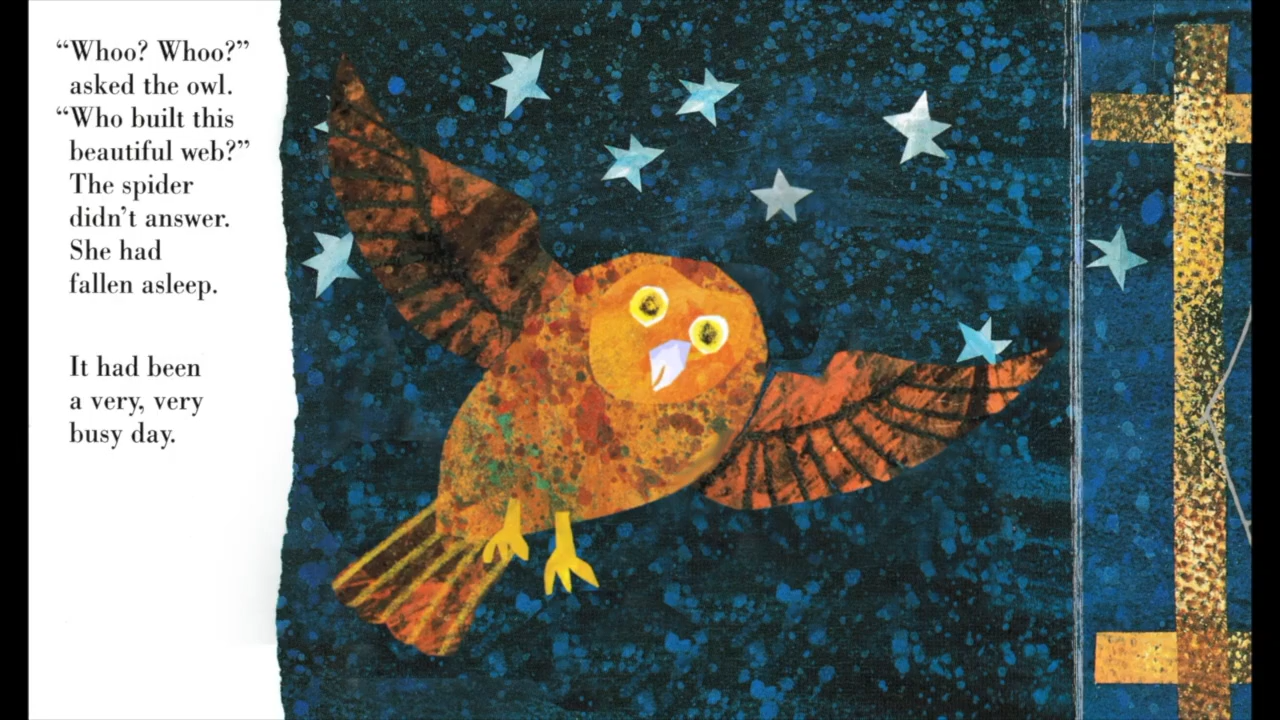 “Whoo? Whoo?”
asked the owl.
“Who built this
beautiful web?”
The spider
didn’t answer.
She had
fallen asleep.
It had been
a very, very
busy day.